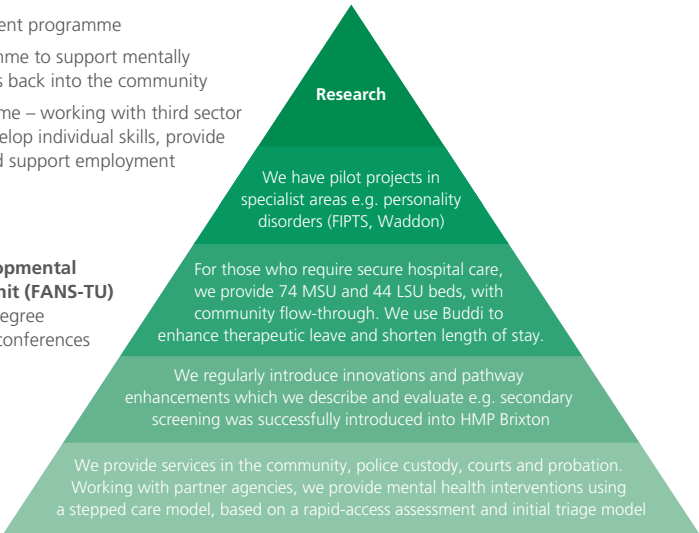 ent programme
me to support mentally
s back into the community
me – working with third sector
elop individual skills, provide
d support employment
opmental
nit (FANS-TU)
egree
conferences
Research
We have pilot projects in
specialist areas e.g. personality
disorders (FIPTS, Waddon)
For those who require secure hospital care,
we provide 74 MSU and 44 LSU beds, with
community flow-through. We use Buddi to
enhance therapeutic leave and shorten length of stay.
We regularly introduce innovations and pathway
enhancements which we describe and evaluate e.g. secondary
screening was successfully introduced into HMP Brixton
We provide services in the community, police custody, courts and probation.
Working with partner agencies, we provide mental health interventions using
a stepped care model, based on a rapid-access assessment and initial triage model